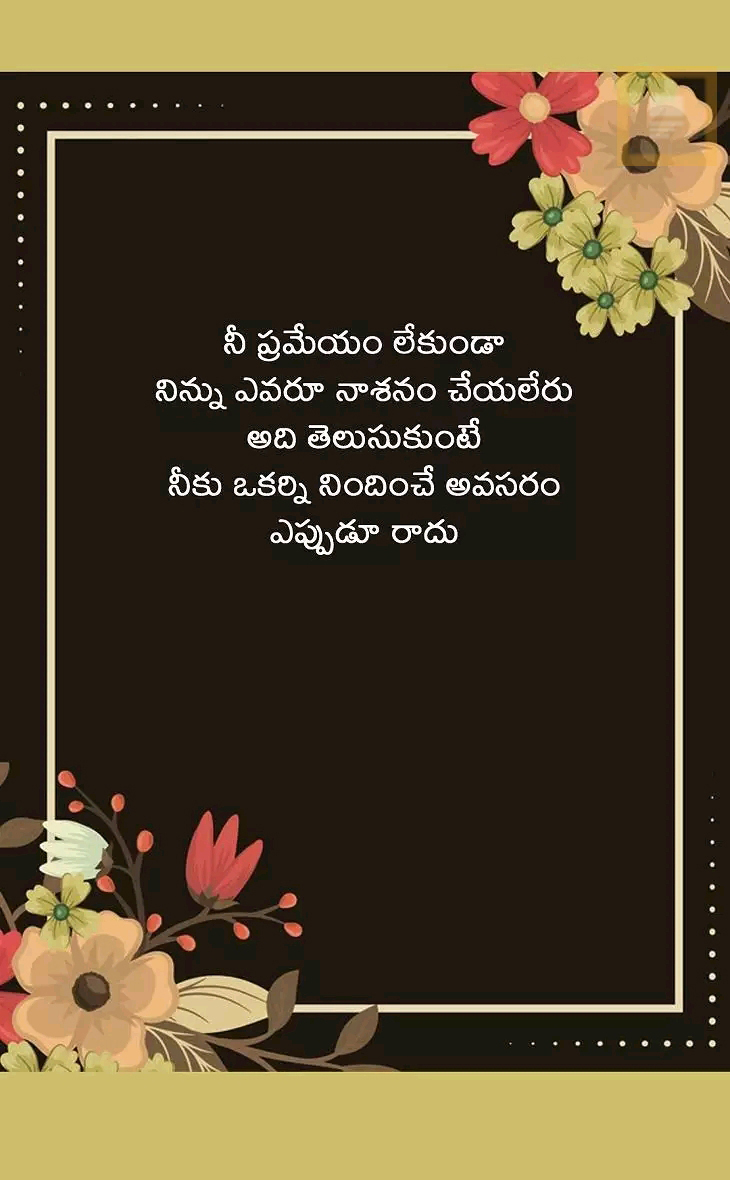 నీ ప్రమేయం లేకుండా
నిన్ను ఎవరూ నాశనం చేయలేరు
అది తెలుసుకుంటే
నీకు ఒకర్ని నిందించే అవసరం
ఎప్పుడూ రాదు